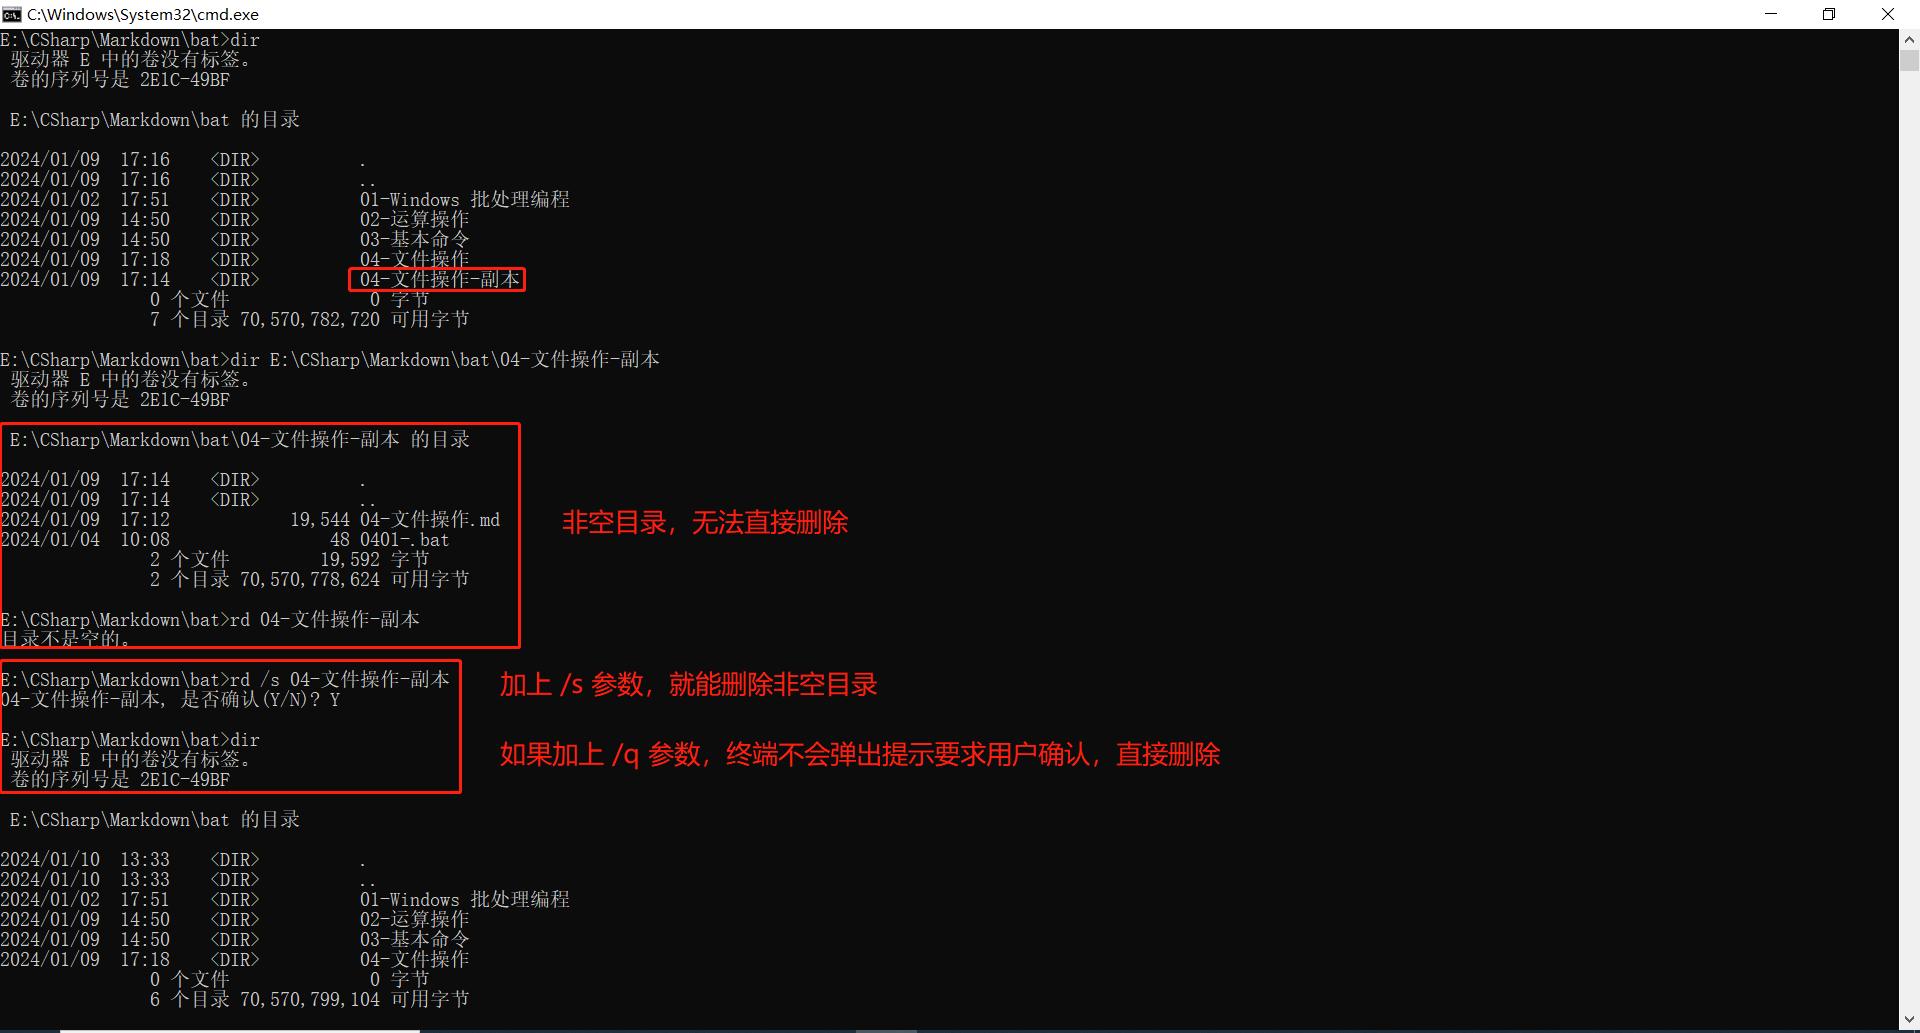 C:\Windows\System32\cmd.exe
E:\CSharp\Markdown\bat>dir
驱动器 E 中的卷没有标签。
卷的序列号是 2E1C-49BF
E:\CSharp\Markdown\bat 的目录
2024/01/09  17:16    <DIR>          .
2024/01/09  17:16    <DIR>          ..
2024/01/02  17:51    <DIR>          01-Windows 批处理编程
2024/01/09  14:50    <DIR>          02-运算操作
2024/01/09  14:50    <DIR>          03-基本命令
2024/01/09  17:18    <DIR>          04-文件操作
2024/01/09  17:14    <DIR>          04-文件操作-副本
0 个文件              0 字节
7 个目录 70,570,782,720 可用字节
E:\CSharp\Markdown\bat>dir E:\CSharp\Markdown\bat\04-文件操作-副本
驱动器 E 中的卷没有标签。
卷的序列号是 2E1C-49BF
E:\CSharp\Markdown\bat\04-文件操作-副本 的目录
2024/01/09  17:14    <DIR>          .
2024/01/09  17:14    <DIR>          ..
2024/01/09  17:12            19,544 04-文件操作.md
非空目录，无法直接删除
2024/01/04  10:08                48 0401-.bat
2 个文件         19,592 字节
2 个目录 70,570,778,624 可用字节
E:\CSharp\Markdown\bat>rd 04-文件操作-副本
目录不是空的。
E:\CSharp\Markdown\bat>rd /s 04-文件操作-副本
加上 /s 参数，就能删除非空目录
04-文件操作-副本, 是否确认(Y/N)? Y
E:\CSharp\Markdown\bat>dir
如果加上 /q 参数，终端不会弹出提示要求用户确认，直接删除
驱动器 E 中的卷没有标签。
卷的序列号是 2E1C-49BF
E:\CSharp\Markdown\bat 的目录
2024/01/10  13:33    <DIR>          .
2024/01/10  13:33    <DIR>          ..
2024/01/02  17:51    <DIR>          01-Windows 批处理编程
2024/01/09  14:50    <DIR>          02-运算操作
2024/01/09  14:50    <DIR>          03-基本命令
2024/01/09  17:18    <DIR>          04-文件操作
0 个文件              0 字节
6 个目录 70,570,799,104 可用字节